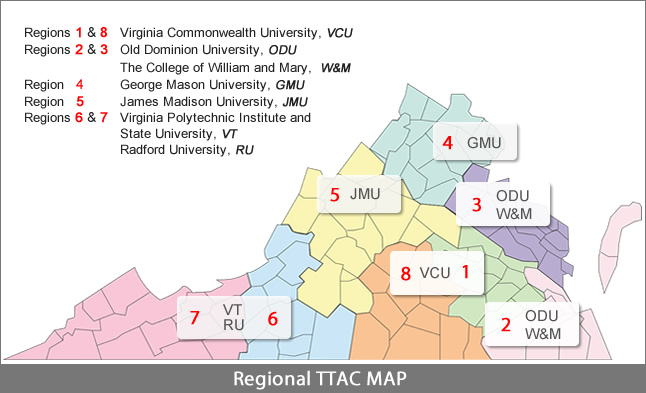 Regions 1 & 8 Virginia Commonwealth University, VCU
Regions 2 & 3 Old Dominion University, ODU
The College of William and Mary, W&M
Region 4 George Mason University, GMU
Region 5 James Madison University, JMU
Regions 6 & 7 Virginia Polytechnic Institute and
State University, VT
Radford University, RU
4 GMU
5 JMU
3 ODU
W&M
8 VCU 1
7 VT 6
RU
2 ODU
W&M
Regional TTAC MAP